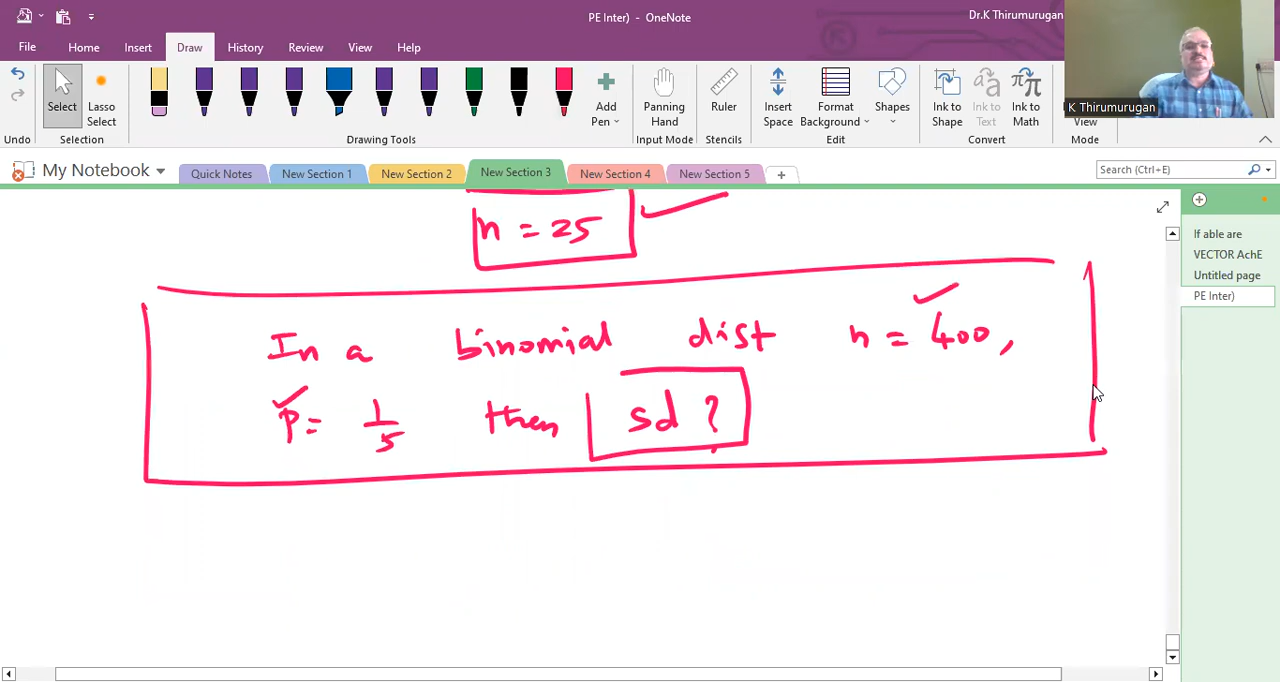 PE Inter) - OneNote
Dr.K Thirumurugan
File Home Insert Draw History Review View Help
Undo
Select
Lasso Select
Selection
Drawing Tools
Add Pen
Panning Hand
Input Mode
Ruler
Stencils
Insert Space
Format Background
Shapes
Edit
Ink to Shape
Ink to Text
Ink to Math
Convert
View
Mode
K Thirumurugan
My Notebook
Quick Notes New Section 1 New Section 2 New Section 3 New Section 4 New Section 5
Search (Ctrl+E)
If able are
VECTOR AchE
Untitled page
PE Inter)
n = 25
In a binomial dist n = 400,
p = 1/5 then sd ?